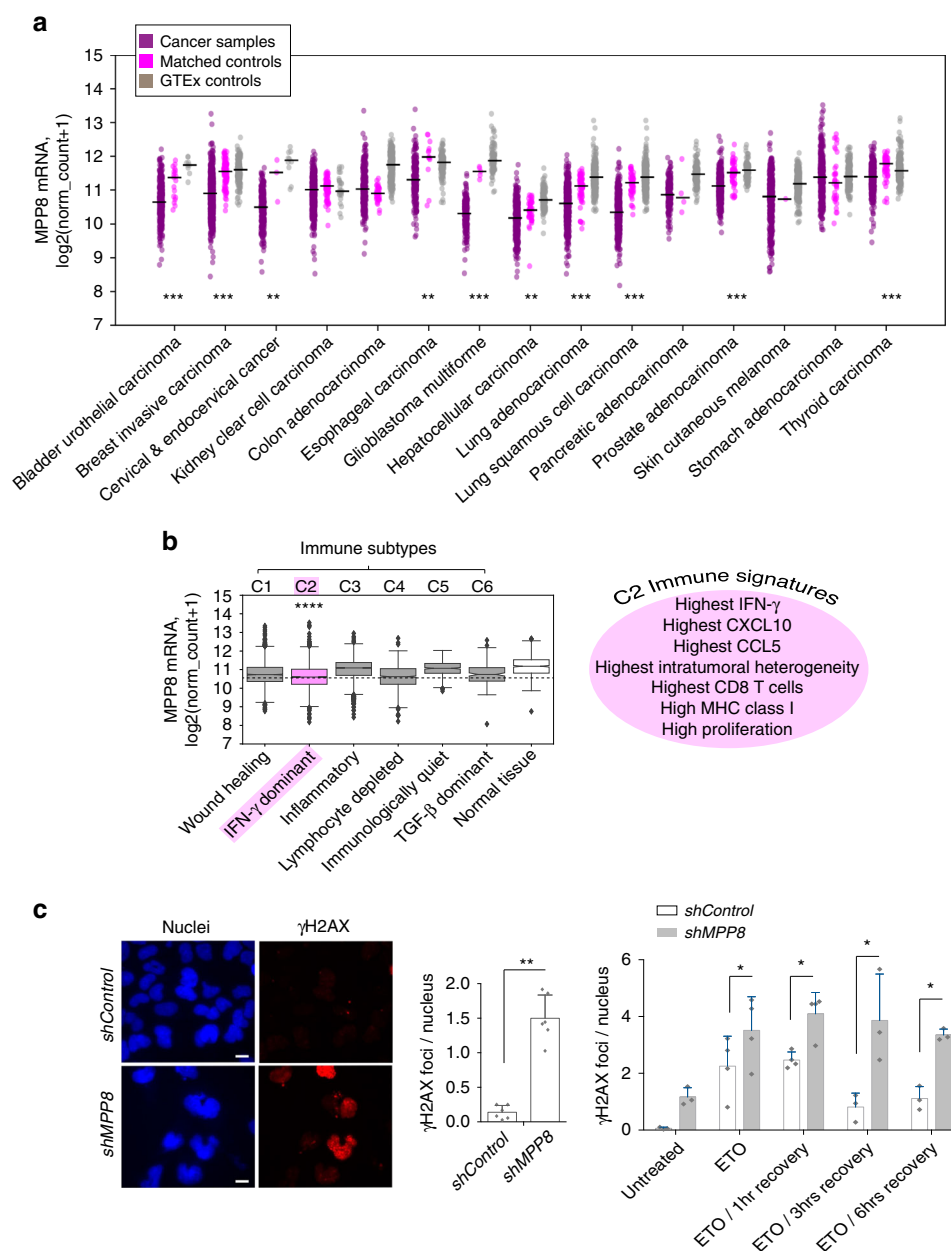 a
Cancer samples
Matched controls
GTEx controls
MPP8 mRNA,
log2(norm_count+1)
15
14
13
12
11
10
9
8
7
*** *** ** ** *** ** *** *** *** ***
Bladder urothelial carcinoma
Breast invasive carcinoma
Cervical & endocervical cancer
Kidney clear cell carcinoma
Colon adenocarcinoma
Esophageal carcinoma
Glioblastoma multiforme
Hepatocellular carcinoma
Lung adenocarcinoma
Lung squamous cell carcinoma
Pancreatic adenocarcinoma
Prostate adenocarcinoma
Skin cutaneous melanoma
Stomach adenocarcinoma
Thyroid carcinoma
b
Immune subtypes
C1 C2 C3 C4 C5 C6
****
MPP8 mRNA,
log2(norm_count+1)
15
14
13
12
11
10
9
8
7
Wound healing
IFN-γ dominant
Inflammatory
Lymphocyte depleted
Immunologically quiet
TGF-β dominant
Normal tissue
C2 Immune signatures
Highest IFN-γ
Highest CXCL10
Highest CCL5
Highest intratumoral heterogeneity
Highest CD8 T cells
High MHC class I
High proliferation
c
Nuclei γH2AX
shControl
shMPP8
γH2AX foci / nucleus
2.0
1.5
1.0
0.5
0.0
**
shControl
shMPP8
shControl
shMPP8
γH2AX foci / nucleus
6
4
2
0
* * * *
Untreated
ETO
ETO / 1hr recovery
ETO / 3hrs recovery
ETO / 6hrs recovery